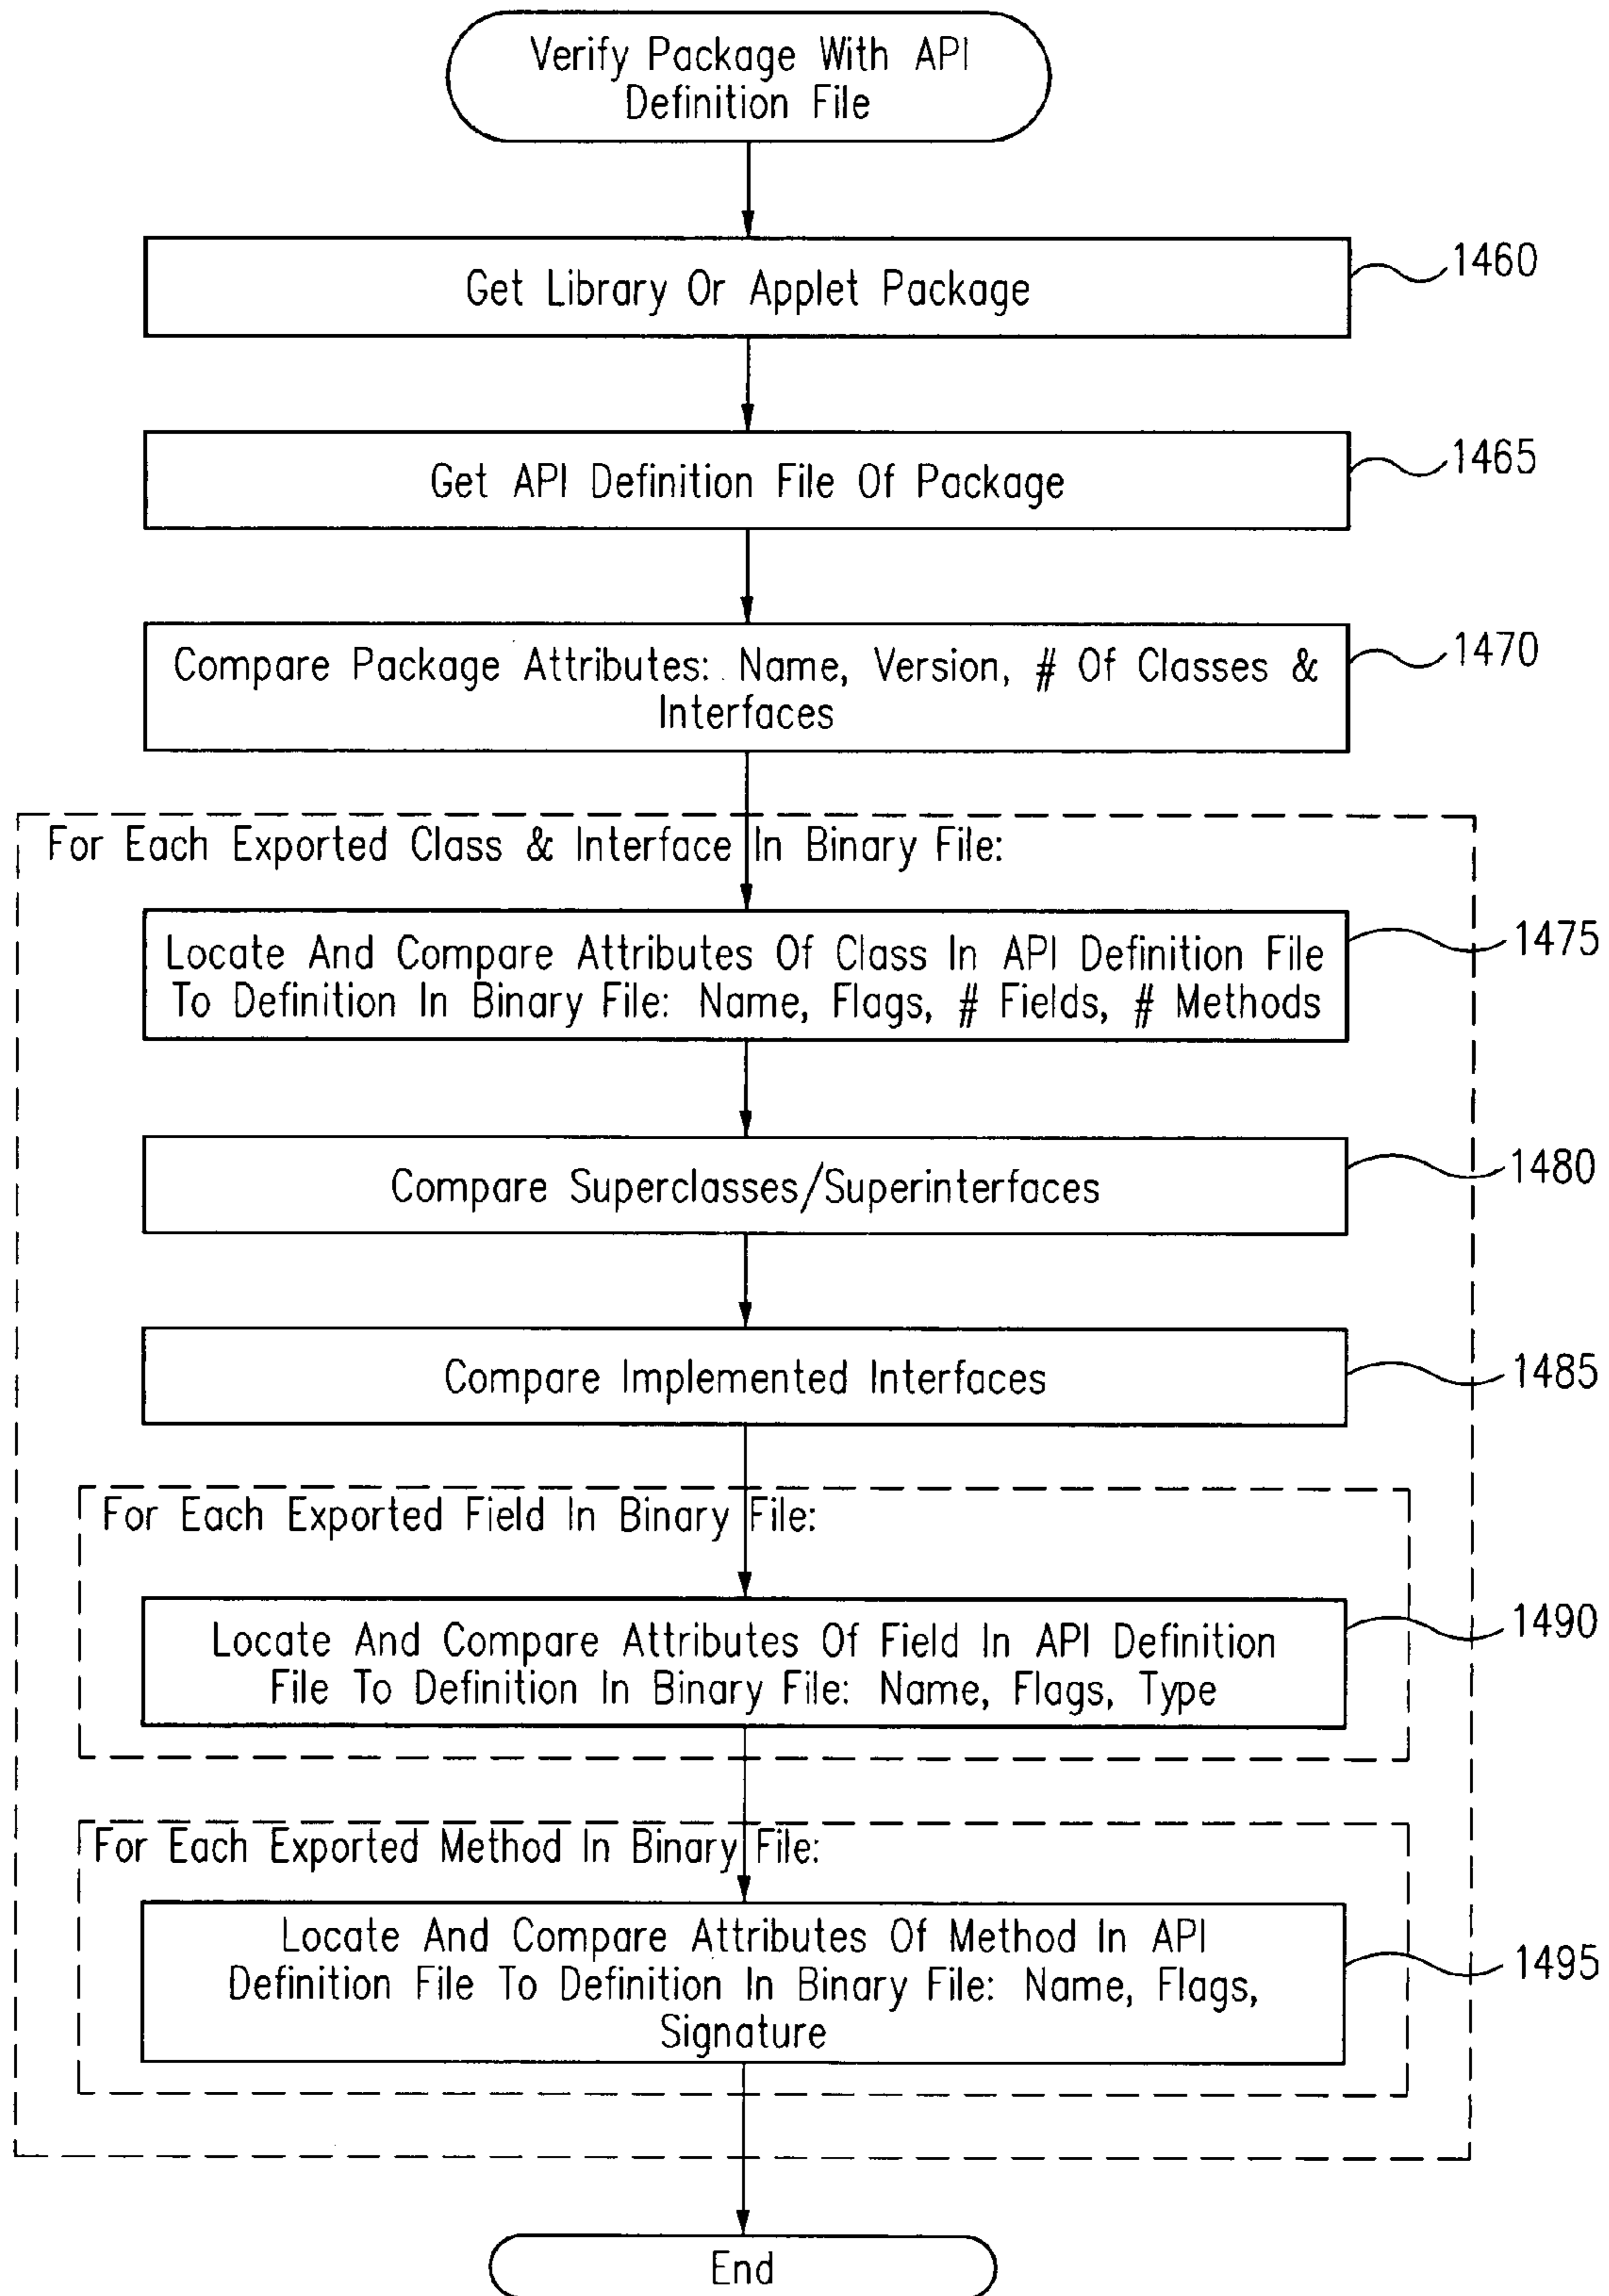 Verify Package With API
Definition File
Get Library Or Applet Package
1460
Get API Definition File Of Package
1465
Compare Package Attributes: Name, Version, # Of Classes &
Interfaces
1470
For Each Exported Class & Interface In Binary File:
Locate And Compare Attributes Of Class In API Definition File
To Definition In Binary File: Name, Flags, # Fields, # Methods
1475
Compare Superclasses/Superinterfaces
1480
Compare Implemented Interfaces
1485
For Each Exported Field In Binary File:
Locate And Compare Attributes Of Field In API Definition
File To Definition In Binary File: Name, Flags, Type
1490
For Each Exported Method In Binary File:
Locate And Compare Attributes Of Method In API
Definition File To Definition In Binary File: Name, Flags,
Signature
1495
End